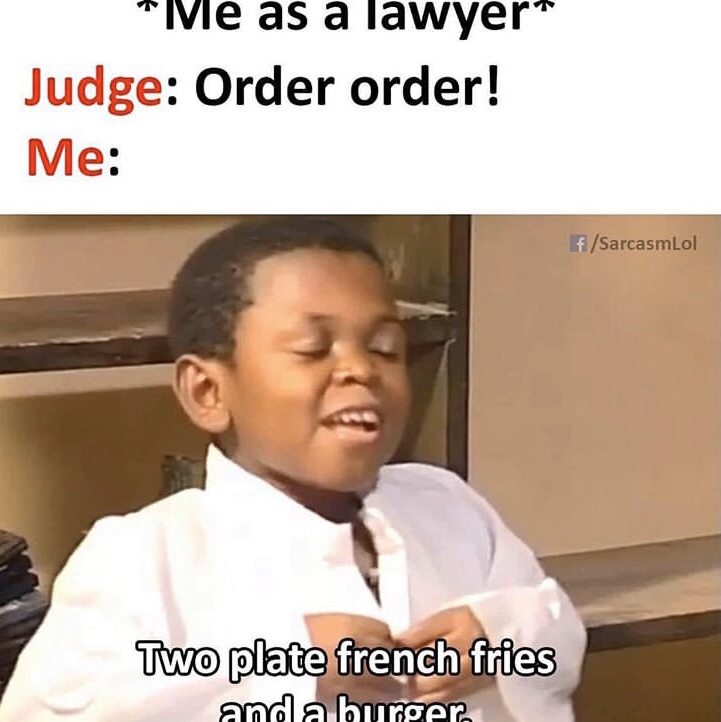 *Me as a lawyer*
Judge: Order order!
Me:
f/SarcasmLol
Two plate french fries
and a burger.